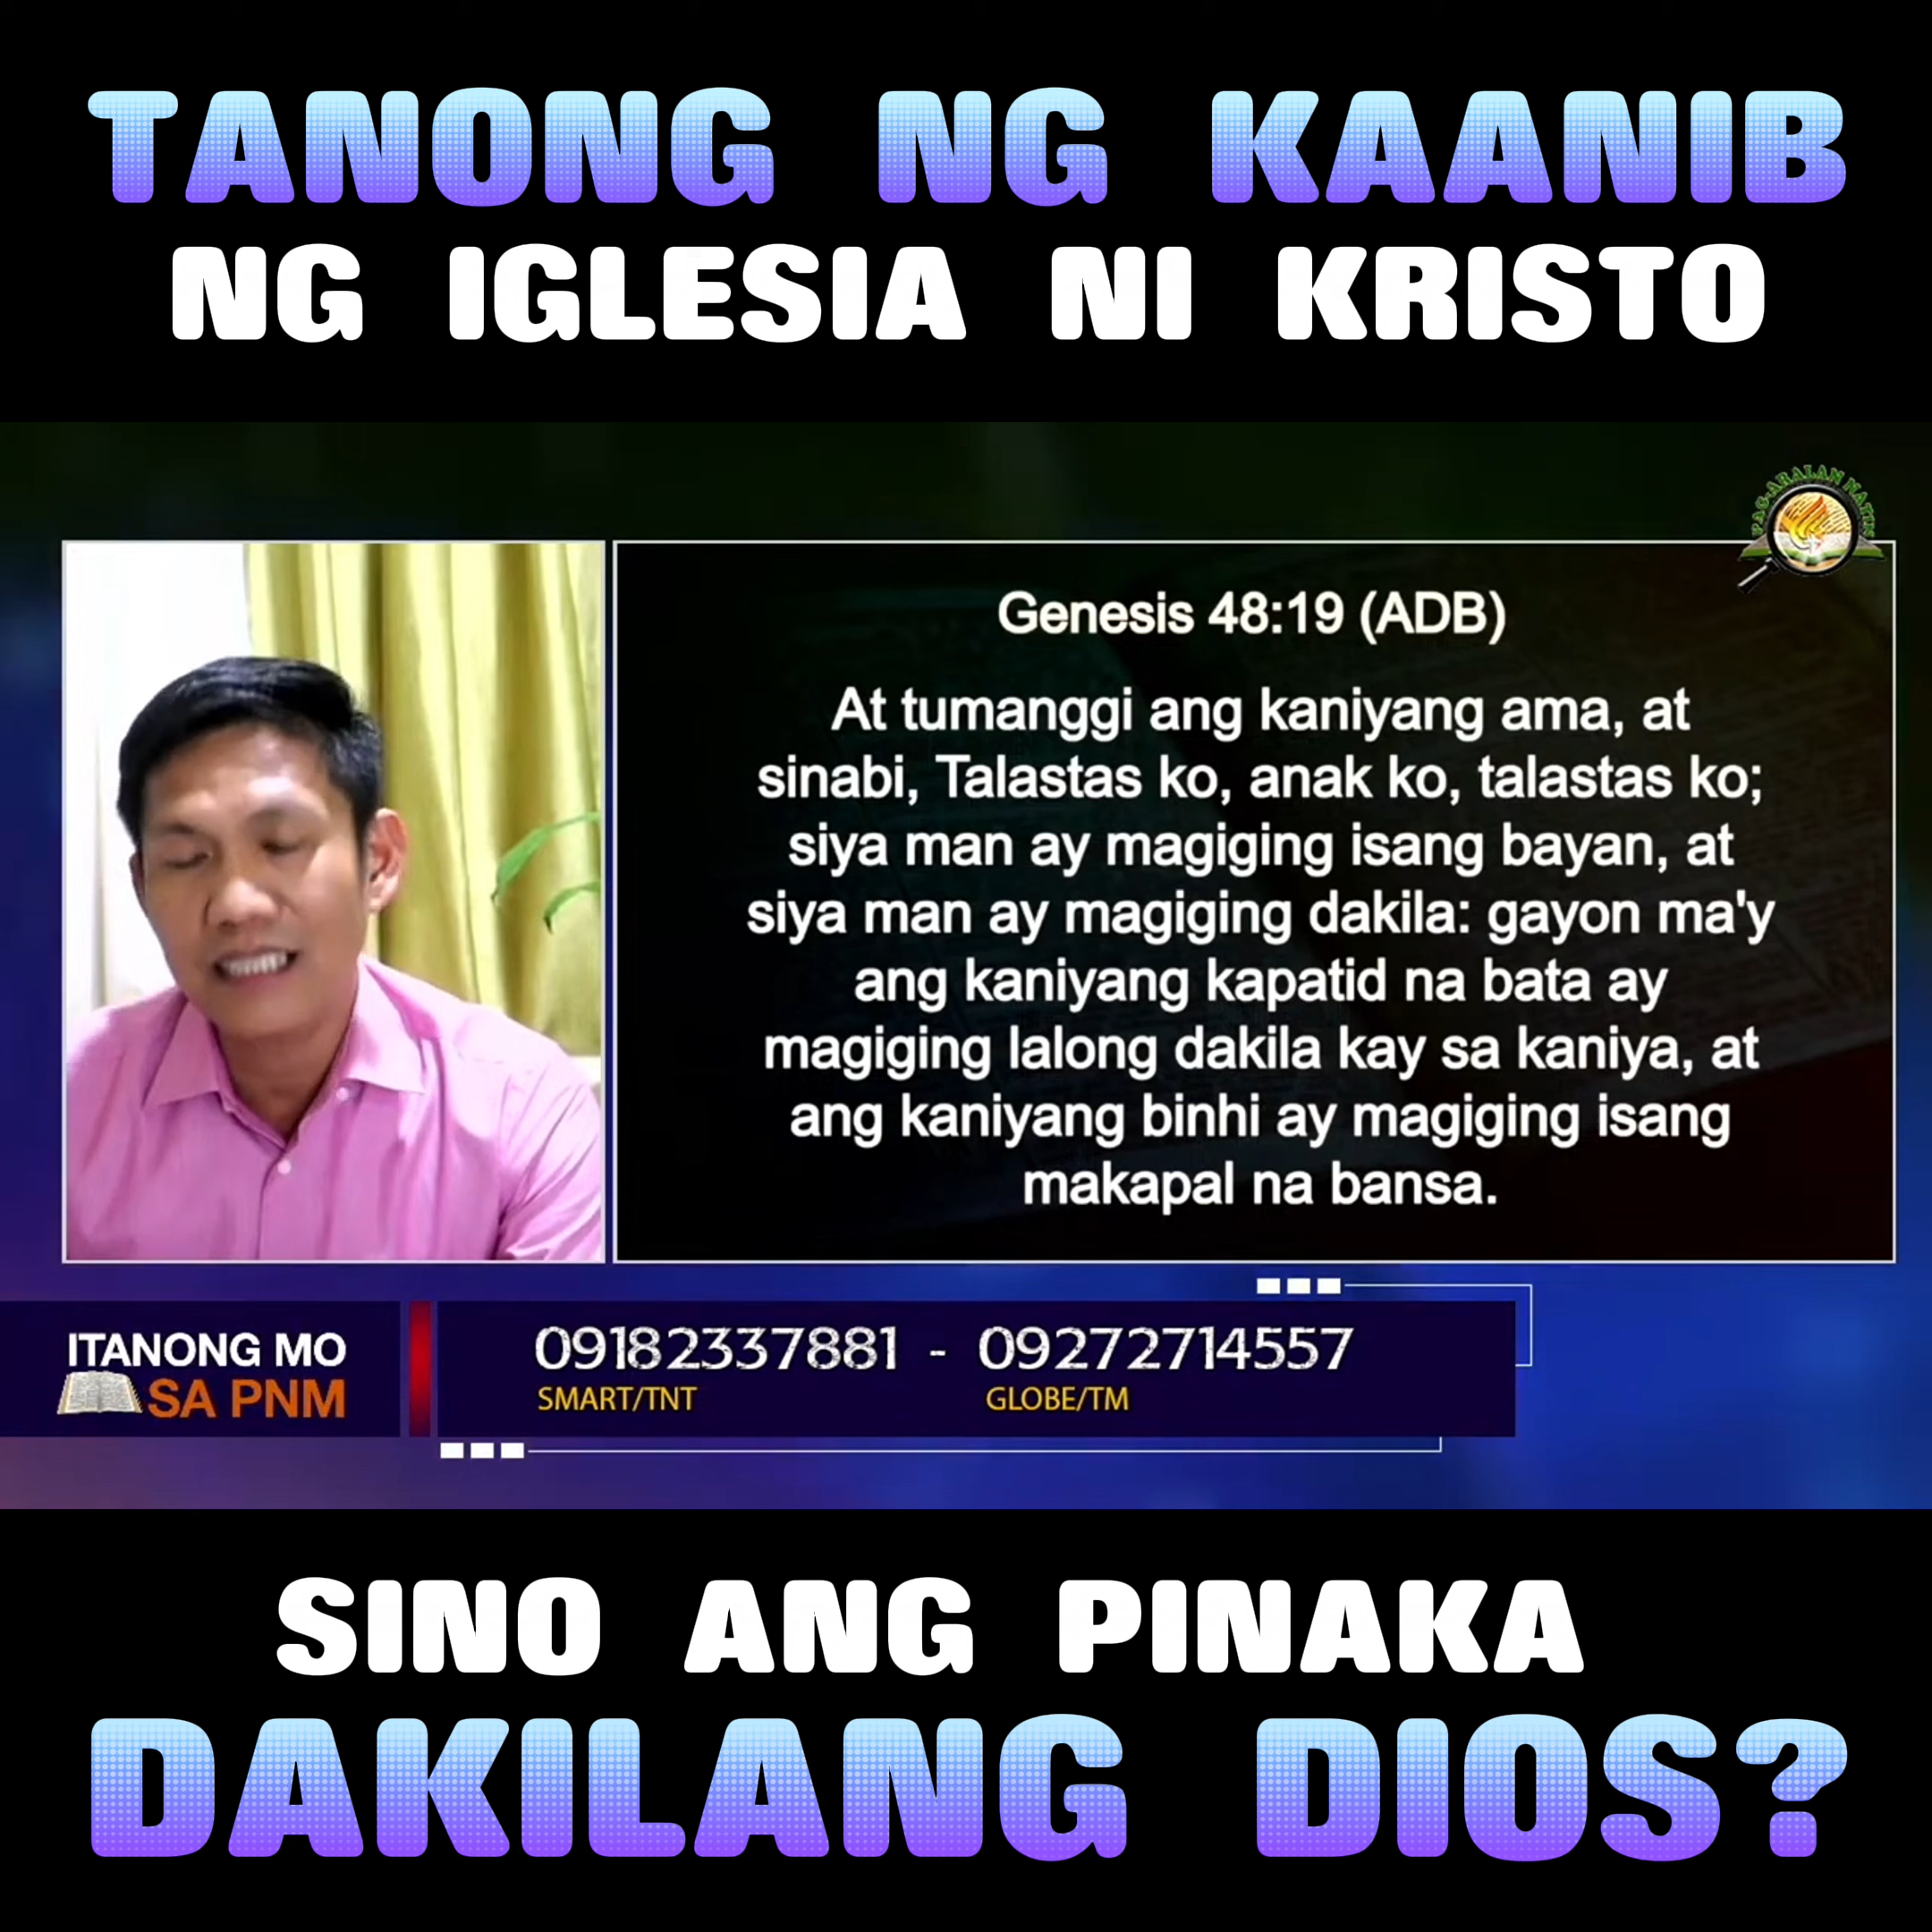 TANONG NG KAANIB
NG IGLESIA NI KRISTO
PAG-ARALAN NATIN
Genesis 48:19 (ADB)
At tumanggi ang kaniyang ama, at
sinabi, Talastas ko, anak ko, talastas ko;
siya man ay magiging isang bayan, at
siya man ay magiging dakila: gayon ma'y
ang kaniyang kapatid na bata ay
magiging lalong dakila kay sa kaniya, at
ang kaniyang binhi ay magiging isang
makapal na bansa.
ITANONG MO
SA PNM
09182337881 - 09272714557
SMART/TNT GLOBE/TM
SINO ANG PINAKA
DAKILANG DIOS?